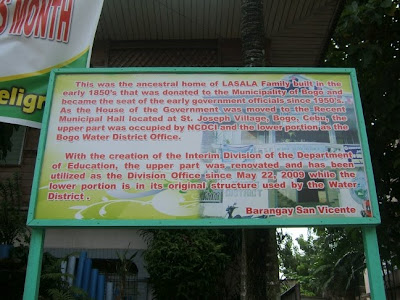 S MONTH
eligr
This was the ancestral home of LASALA Family built in the
early 1850's that was donated to the Municipality of Bogo and
became the seat of the early government officials since 1950's.
As the House of the Government was moved to the Recent
Municipal Hall located at St. Joseph Village, Bogo, Cebu, the
upper part was occupied by NCDCI and the lower portion as the
Bogo Water District Office.
With the creation of the Interim Division of the Department
of Education, the upper part was renovated and has been
utilized as the Division Office since May 22, 2009 while the
lower portion is in its original structure used by the Water
District .
Barangay San Vicente